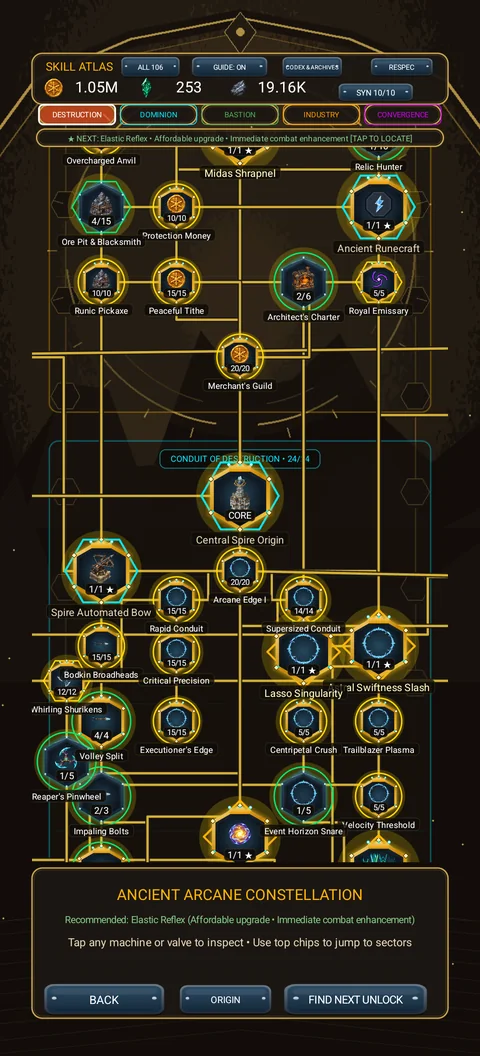 SKILL ATLAS
ALL 106
GUIDE: ON
CODEX & ARCHIVES
RESPEC
1.05M
253
19.16K
SYN 10/10
DESTRUCTION
DOMINION
BASTION
INDUSTRY
CONVERGENCE
★ NEXT: Elastic Reflex • Affordable upgrade • Immediate combat enhancement [TAP TO LOCATE]
1/1 ★
Overcharged Anvil
Midas Shrapnel
Relic Hunter
4/15
10/10
1/1 ★
Ore Pit & Blacksmith
Protection Money
Ancient Runecraft
10/10
15/15
2/6
5/5
Runic Pickaxe
Peaceful Tithe
Architect's Charter
Royal Emissary
20/20
Merchant's Guild
CONDUIT OF DESTRUCTION • 24/14
CORE
Central Spire Origin
1/1 ★
20/20
Spire Automated Bow
Arcane Edge I
15/15
14/14
Rapid Conduit
Supersized Conduit
15/15
15/15
1/1 ★
1/1 ★
Bodkin Broadheads
Critical Precision
Lasso Singularity
al Swiftness Slash
12/12
Whirling Shurikens
4/4
15/15
5/5
5/5
Volley Split
Executioner's Edge
Centripetal Crush
Trailblazer Plasma
1/5
Reaper's Pinwheel
2/3
1/5
5/5
Impaling Bolts
Event Horizon Snare
Velocity Threshold
1/1 ★
ANCIENT ARCANE CONSTELLATION
Recommended: Elastic Reflex (Affordable upgrade • Immediate combat enhancement)
Tap any machine or valve to inspect • Use top chips to jump to sectors
BACK
ORIGIN
FIND NEXT UNLOCK